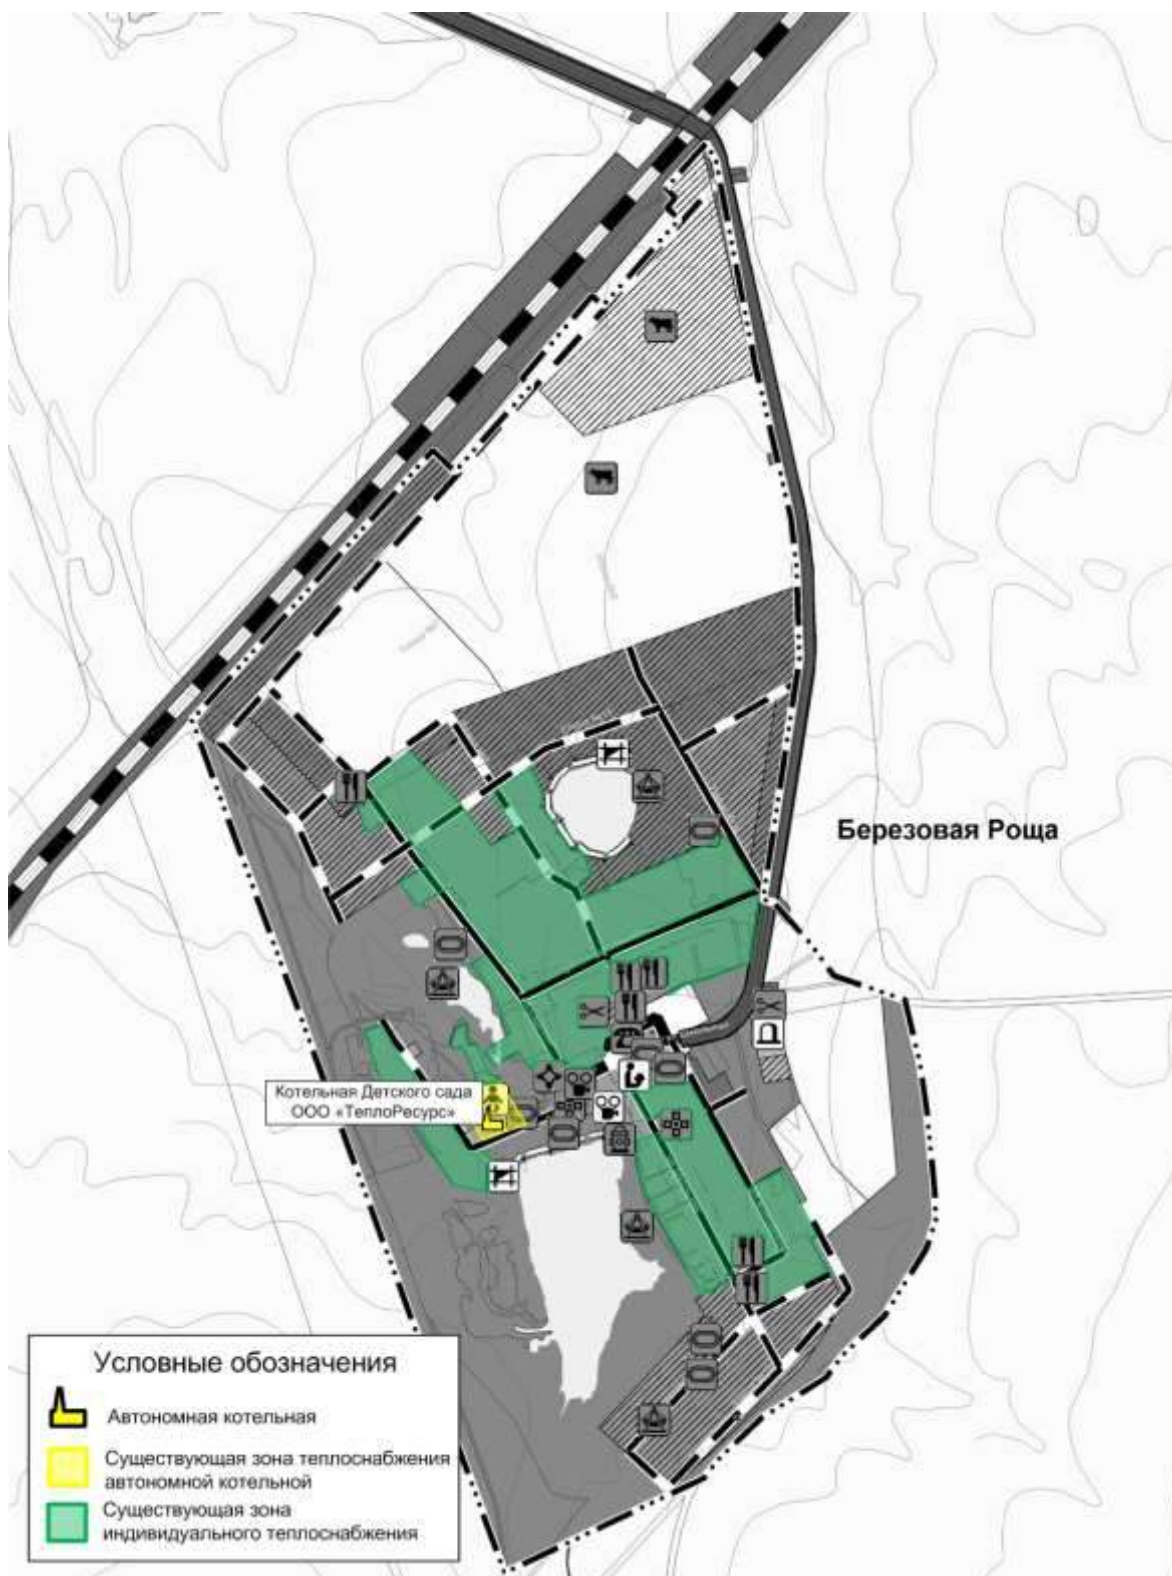 Березовая Роща
Котельная Детского сада
ООО «ТеплоРесурс»
Условные обозначения
Автономная котельная
Существующая зона теплоснабжения
автономной котельной
Существующая зона
индивидуального теплоснабжения